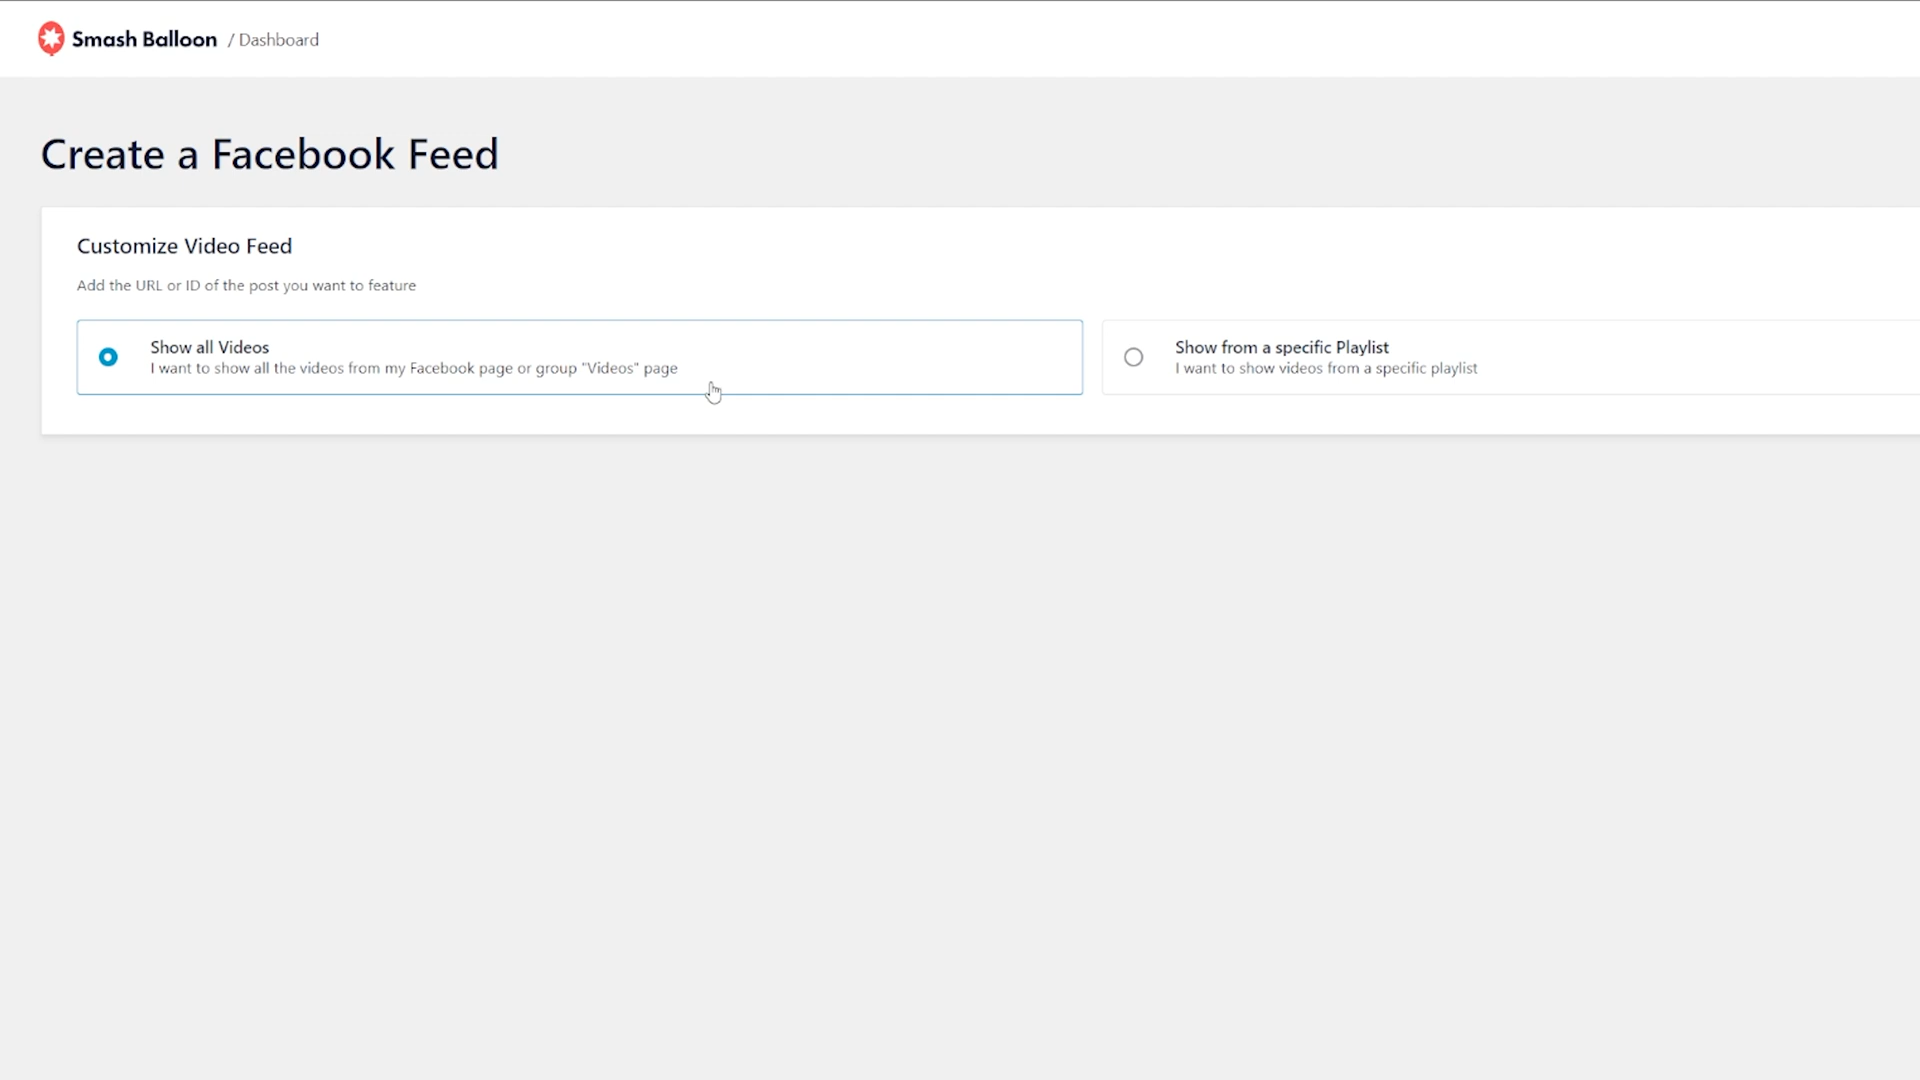 Smash Balloon / Dashboard
Create a Facebook Feed
Customize Video Feed
Add the URL or ID of the post you want to feature
Show all Videos
I want to show all the videos from my Facebook page or group "Videos" page
Show from a specific Playlist
I want to show videos from a specific playlist